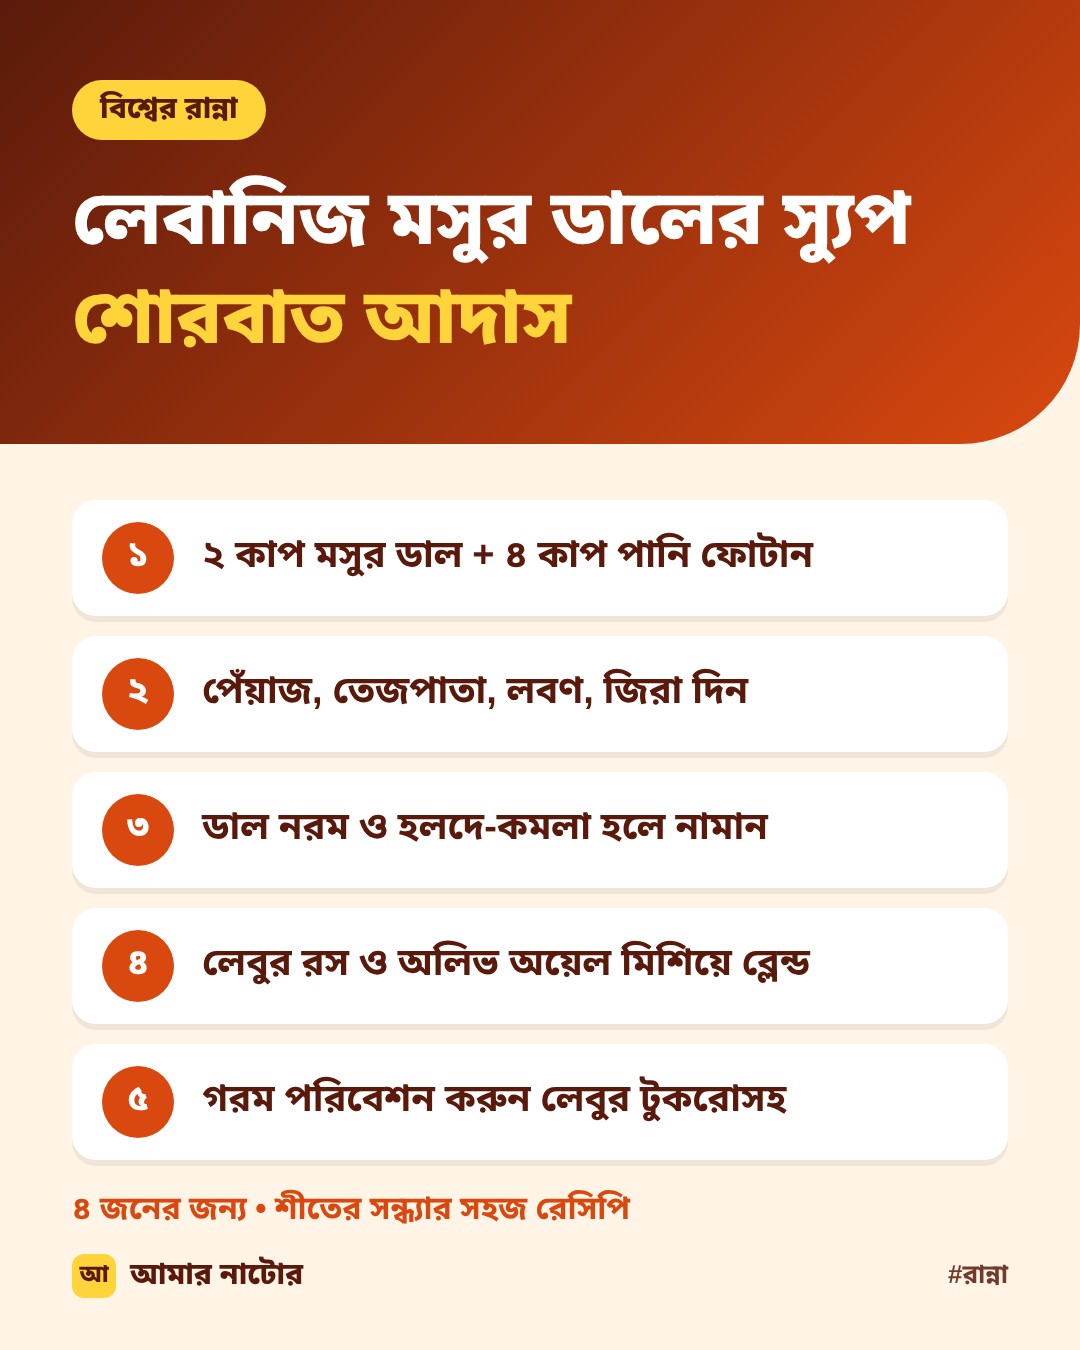 বিশ্বের রান্না
লেবানিজ মসুর ডালের স্যুপ
শোরবাত আদাস
১ ২ কাপ মসুর ডাল + ৪ কাপ পানি ফোটান
২ পেঁয়াজ, তেজপাতা, লবণ, জিরা দিন
৩ ডাল নরম ও হলদে-কমলা হলে নামান
৪ লেবুর রস ও অলিভ অয়েল মিশিয়ে ব্লেন্ড
৫ গরম পরিবেশন করুন লেবুর টুকরোসহ
৪ জনের জন্য • শীতের সন্ধ্যার সহজ রেসিপি
আ আমার নাটোর #রান্না